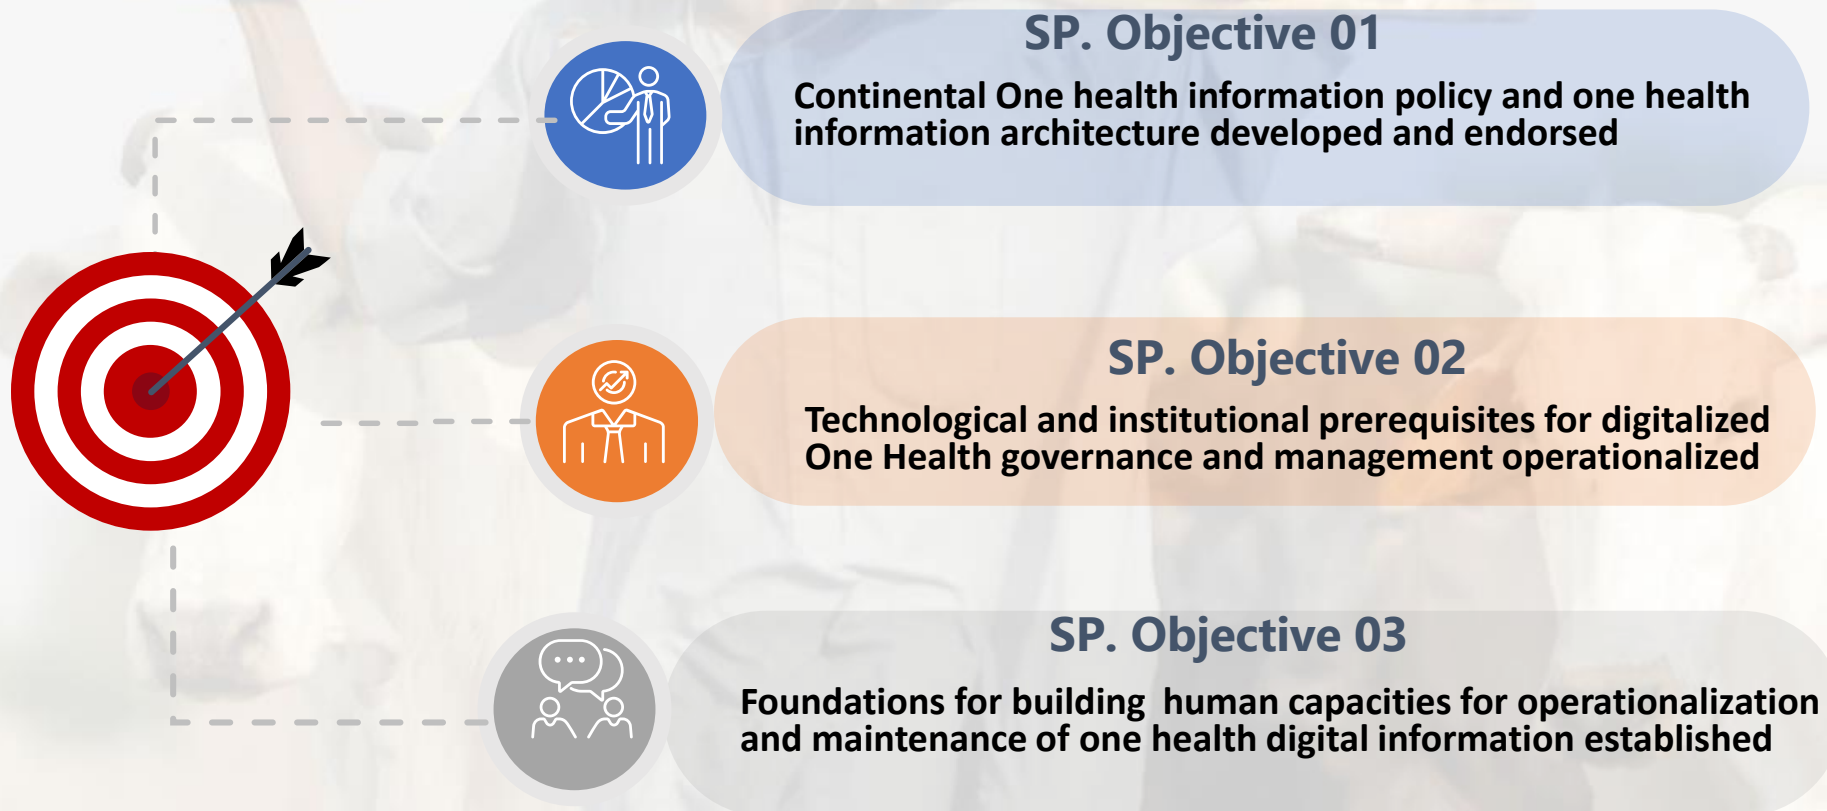 SP. Objective 01
Continental One health information policy and one health
information architecture developed and endorsed
SP. Objective 02
Technological and institutional prerequisites for digitalized
One Health governance and management operationalized
SP. Objective 03
Foundations for building  human capacities for operationalization
and maintenance of one health digital information established